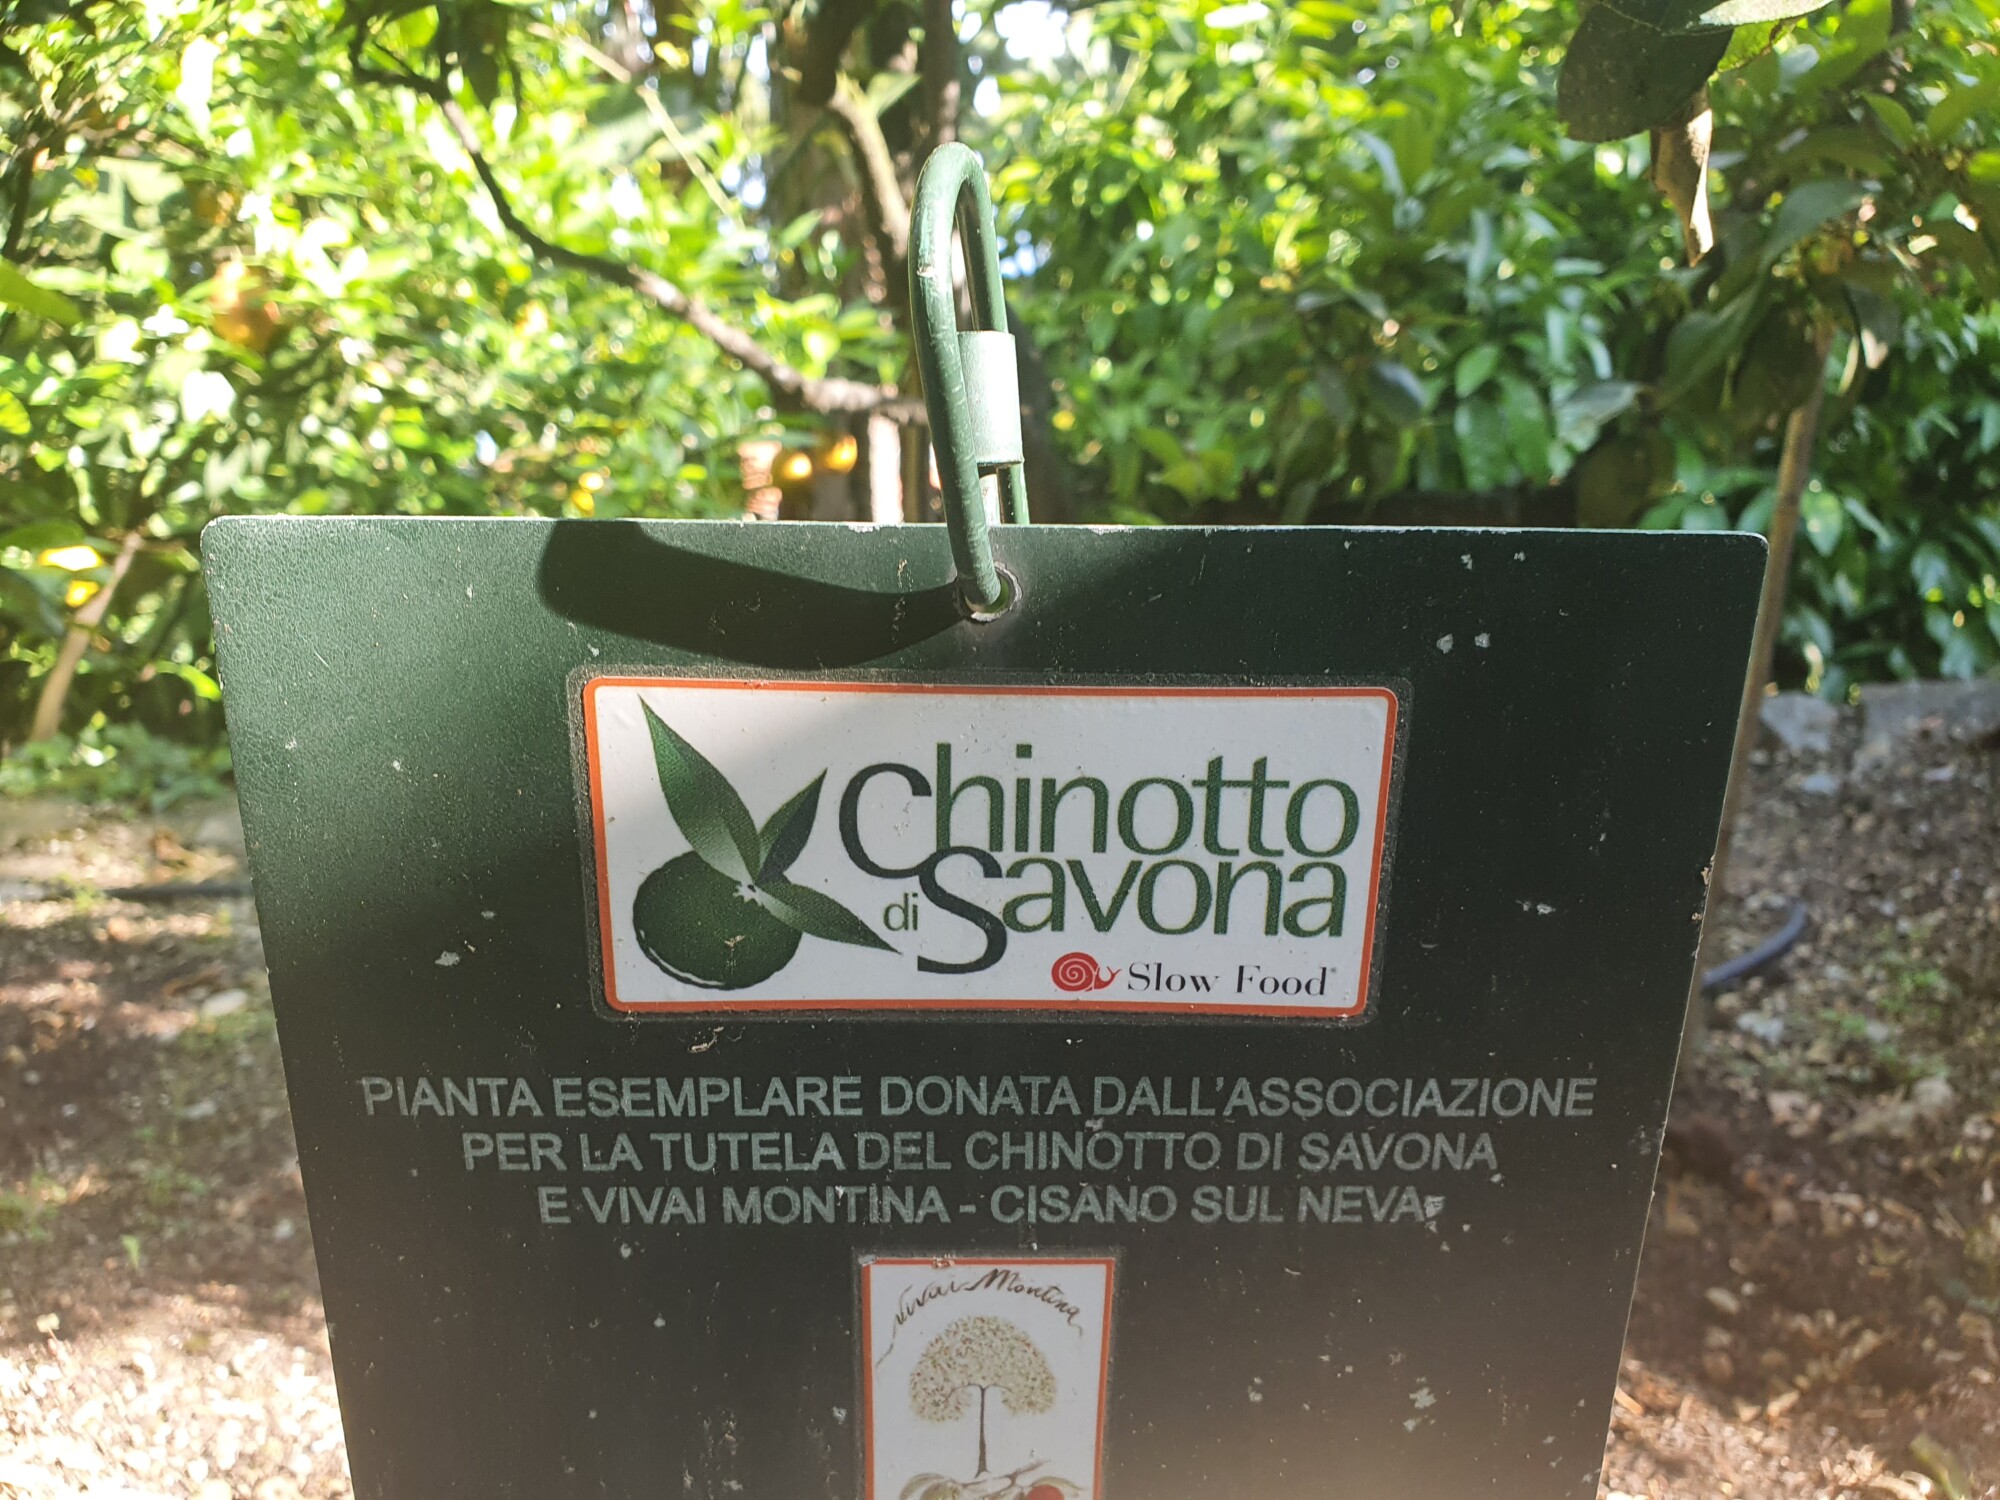 Chinotto
di Savona
Slow Food
PIANTA ESEMPLARE DONATA DALL'ASSOCIAZIONE
PER LA TUTELA DEL CHINOTTO DI SAVONA
E VIVAI MONTINA - CISANO SUL NEVA
Vivai Montina